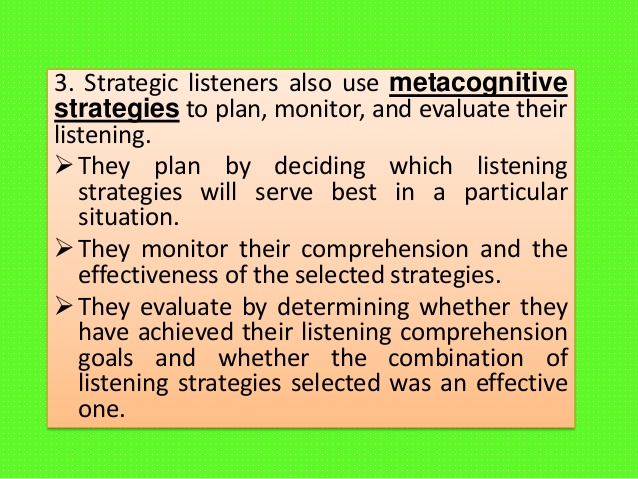 3. Strategic listeners also use metacognitive
strategies to plan, monitor, and evaluate their
listening.
➢They plan by deciding which listening
strategies will serve best in a particular
situation.
➢They monitor their comprehension and the
effectiveness of the selected strategies.
➢They evaluate by determining whether they
have achieved their listening comprehension
goals and whether the combination of
listening strategies selected was an effective
one.